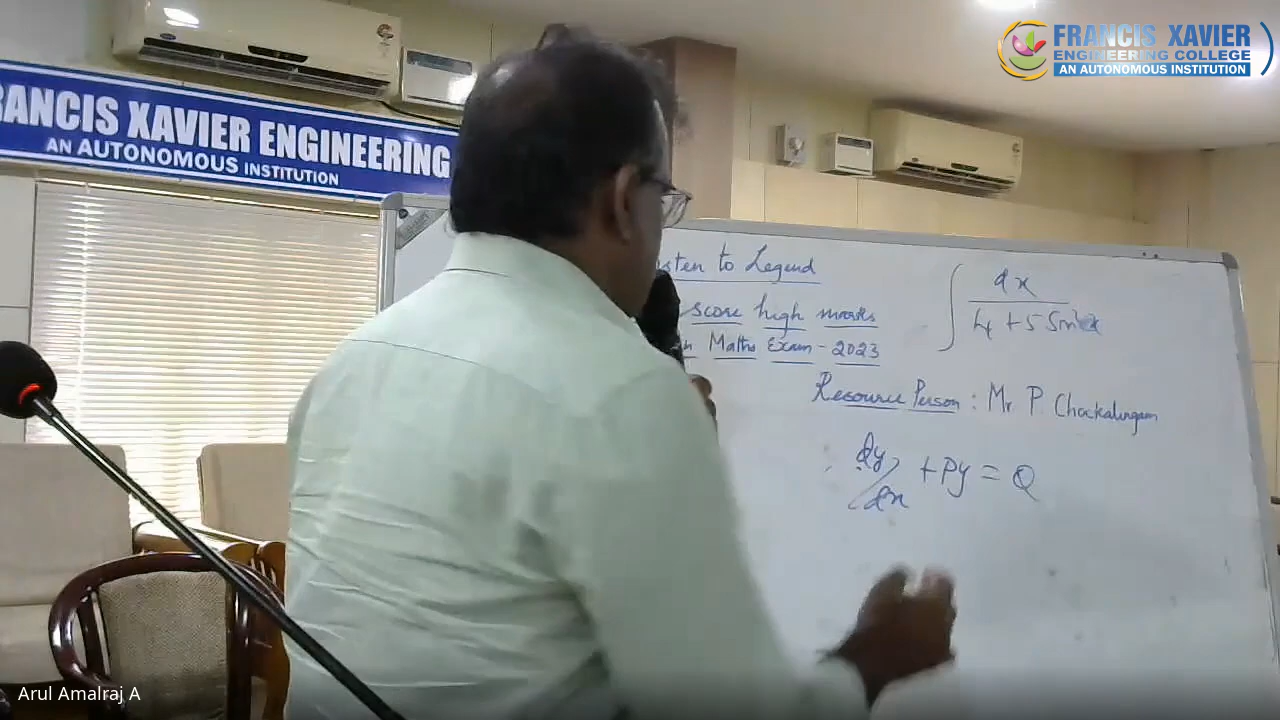 FRANCIS XAVIER
ENGINEERING COLLEGE
AN AUTONOMOUS INSTITUTION
RANCIS XAVIER ENGINEERING
AN AUTONOMOUS INSTITUTION
sten to Legend
score high marks
n Maths Exam - 2023
∫ dx / 4 + 5 Sin
Resource Person : Mr P. Chockalingam
dy/dx + Py = Q
Arul Amalraj A